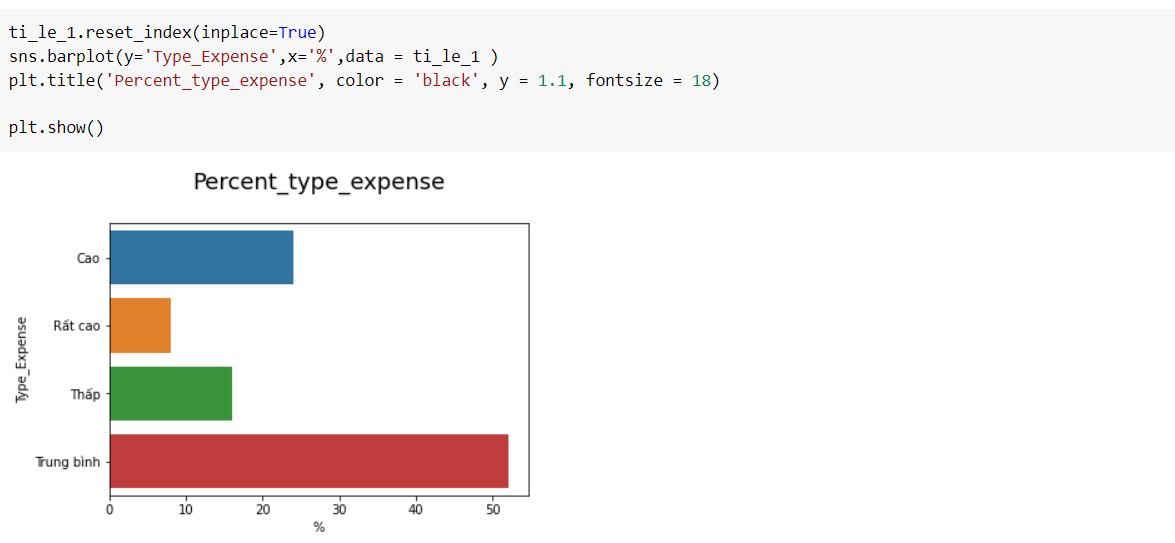 ti_le_1.reset_index(inplace=True)
sns.barplot(y='Type_Expense',x='%',data = ti_le_1 )
plt.title('Percent_type_expense', color = 'black', y = 1.1, fontsize = 18)
plt.show()
Percent_type_expense
Cao
Rất cao
Thấp
Trung bình
Type_Expense
0 10 20 30 40 50
%